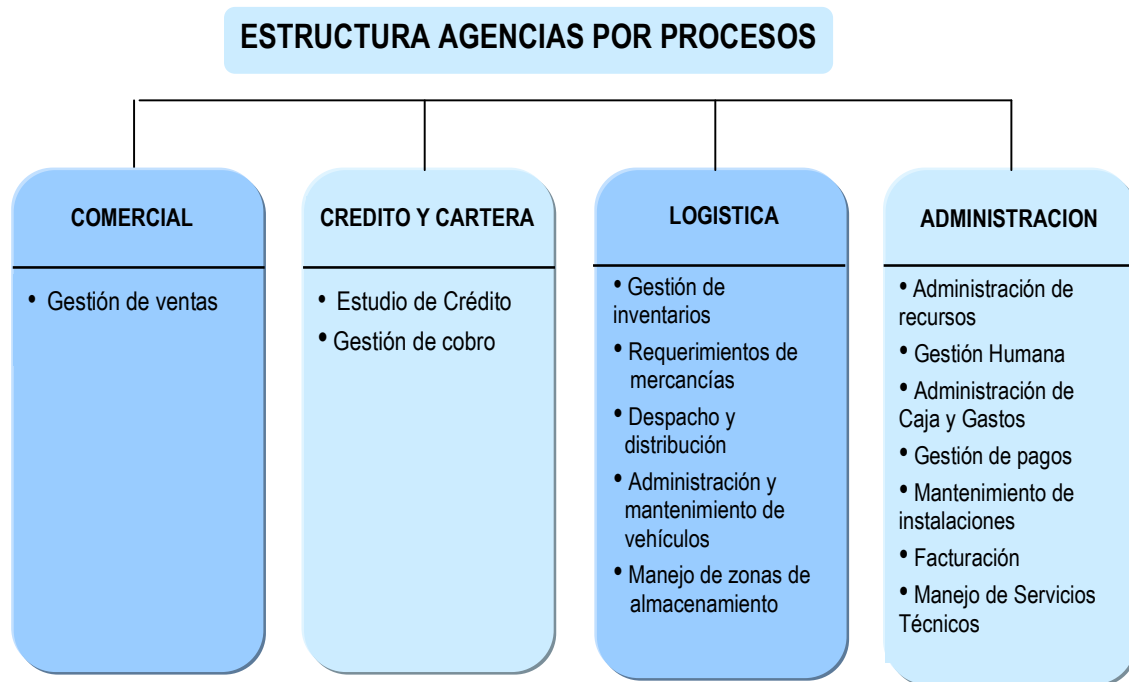 ESTRUCTURA AGENCIAS POR PROCESOS
COMERCIAL
• Gestión de ventas
CREDITO Y CARTERA
• Estudio de Crédito
• Gestión de cobro
LOGISTICA
• Gestión de
inventarios
• Requerimientos de
mercancías
• Despacho y
distribución
• Administración y
mantenimiento de
vehículos
• Manejo de zonas de
almacenamiento
ADMINISTRACION
• Administración de
recursos
• Gestión Humana
• Administración de
Caja y Gastos
• Gestión de pagos
• Mantenimiento de
instalaciones
• Facturación
• Manejo de Servicios
Técnicos